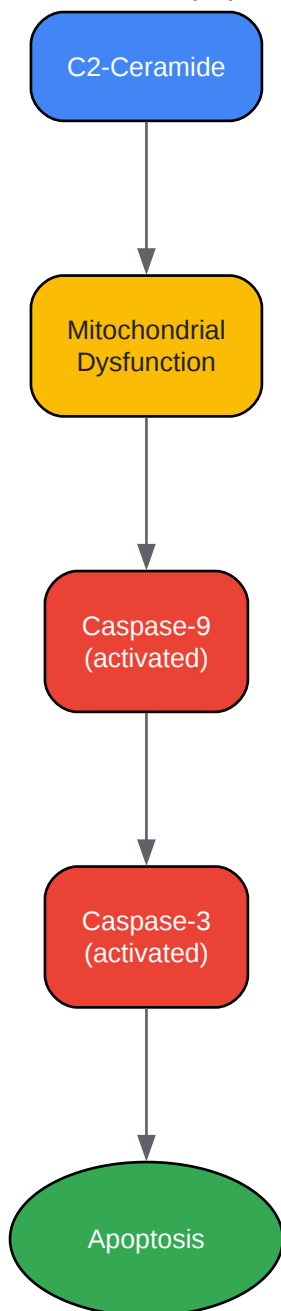 C2-Ceramide
Mitochondrial
Dysfunction
Caspase-9
(activated)
Caspase-3
(activated)
Apoptosis